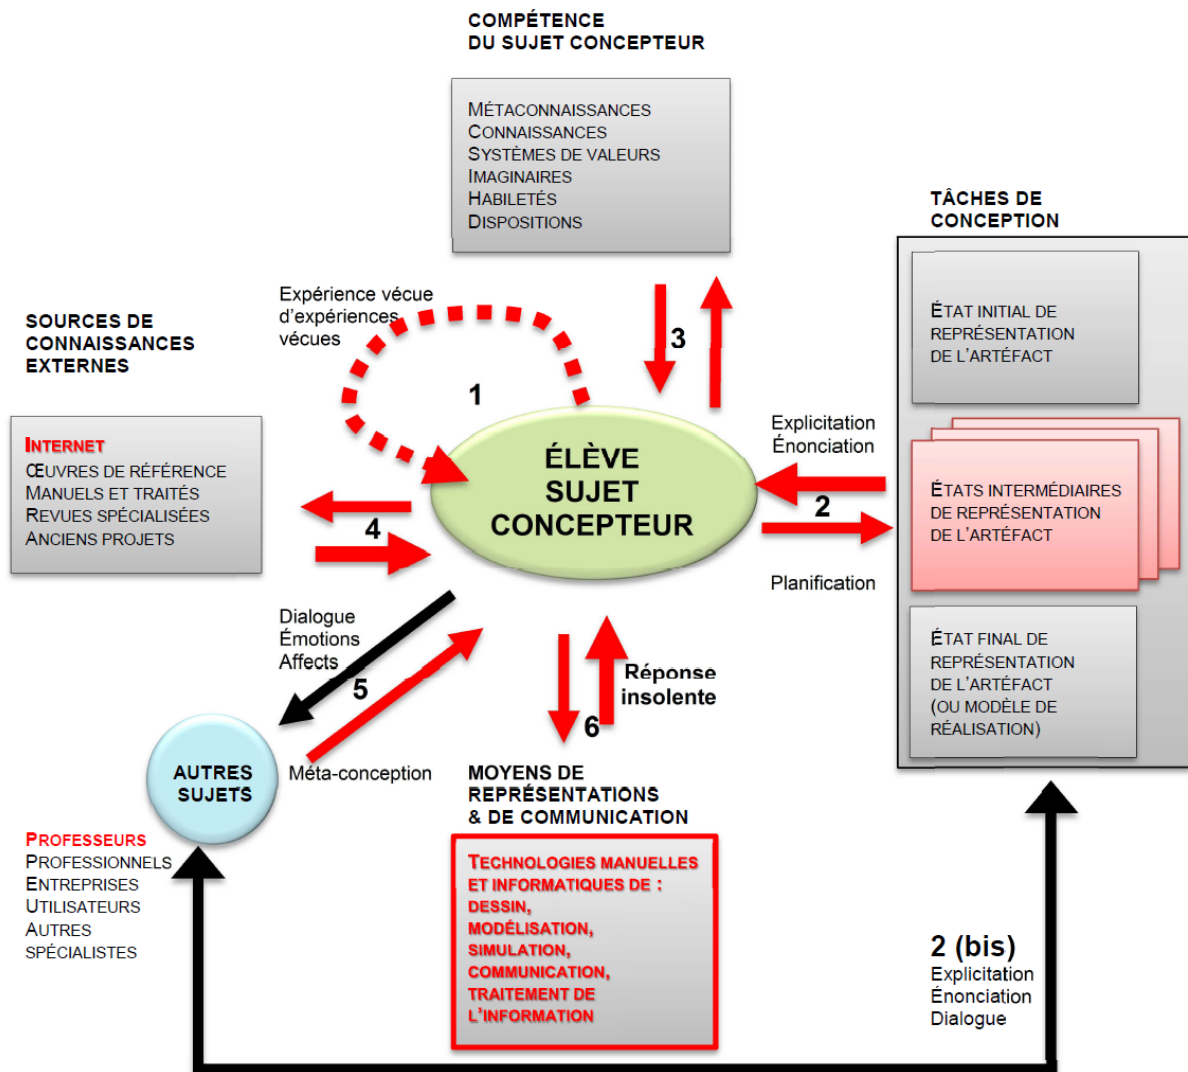 COMPÉTENCE
DU SUJET CONCEPTEUR
MÉTACONNAISSANCES
CONNAISSANCES
SYSTÈMES DE VALEURS
IMAGINAIRES
HABILETÉS
DISPOSITIONS
TÂCHES DE
CONCEPTION
ÉTAT INITIAL DE
REPRÉSENTATION
DE L'ARTÉFACT
ÉTATS INTERMÉDIAIRES
DE REPRÉSENTATION
DE L'ARTÉFACT
ÉTAT FINAL DE
REPRÉSENTATION
DE L'ARTÉFACT
(OU MODÈLE DE
RÉALISATION)
Expérience vécue
d'expériences
vécues
1
3
SOURCES DE
CONNAISSANCES
EXTERNES
INTERNET
ŒUVRES DE RÉFÉRENCE
MANUELS ET TRAITÉS
REVUES SPÉCIALISÉES
ANCIENS PROJETS
4
ÉLÈVE
SUJET
CONCEPTEUR
Explicitation
Énonciation
2
Planification
Dialogue
Émotions
Affects
5
Méta-conception
Réponse
insolente
6
AUTRES
SUJETS
PROFESSEURS
PROFESSIONNELS
ENTREPRISES
UTILISATEURS
AUTRES
SPÉCIALISTES
MOYENS DE
REPRÉSENTATIONS
& DE COMMUNICATION
TECHNOLOGIES MANUELLES
ET INFORMATIQUES DE :
DESSIN,
MODÉLISATION,
SIMULATION,
COMMUNICATION,
TRAITEMENT DE
L'INFORMATION
2 (bis)
Explicitation
Énonciation
Dialogue